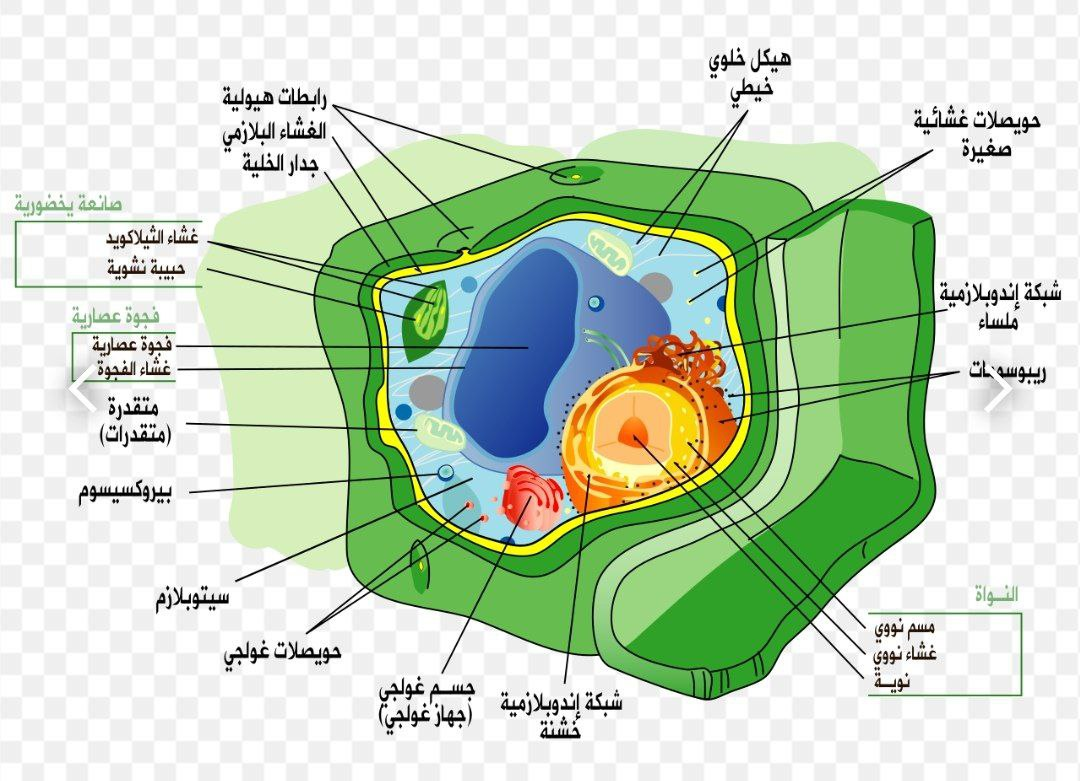 هيكل خلوي
خيطي
رابطات هيولية
الغشاء البلازمي
جدار الخلية
حويصلات غشائية
صغيرة
صانعة يخضورية
غشاء الثيلاكويد
حبيبة نشوية
شبكة إندوبلازمية
ملساء
فجوة عصارية
فجوة عصارية
غشاء الفجوة
ريبوسومات
متقدرة
(متقدرات)
بيروكسيسوم
سيتوبلازم
حويصلات غولجي
النواة
مسم نووي
غشاء نووي
نويـة
جسـم غولجي
(جهاز غولجي)
شبكة إندوبلازمية
خشنة